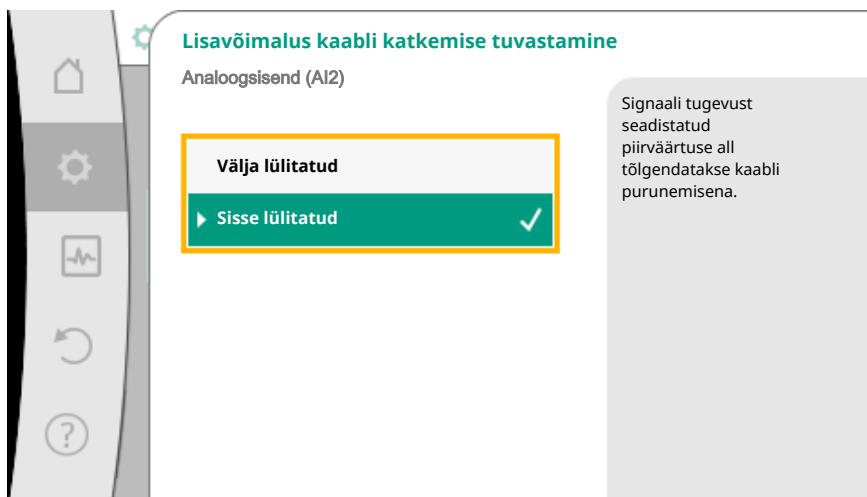 Lisavõimalus kaabli katkemise tuvastamine
Analoogsisend (AI2)
Välja lülitatud
Sisse lülitatud
Signaali tugevust
seadistatud
piirväärtuse all
tõlgendatakse kaabli
purunemisena.
?